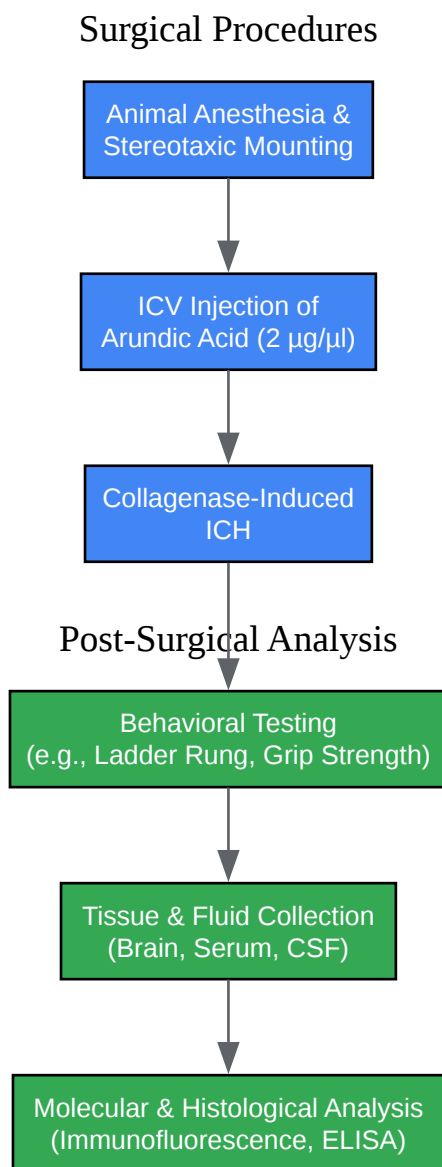 Surgical Procedures
Animal Anesthesia &
Stereotaxic Mounting
ICV Injection of
Arundic Acid (2 µg/µl)
Collagenase-Induced
ICH
Post-Surgical Analysis
Behavioral Testing
(e.g., Ladder Rung, Grip Strength)
Tissue & Fluid Collection
(Brain, Serum, CSF)
Molecular & Histological Analysis
(Immunofluorescence, ELISA)